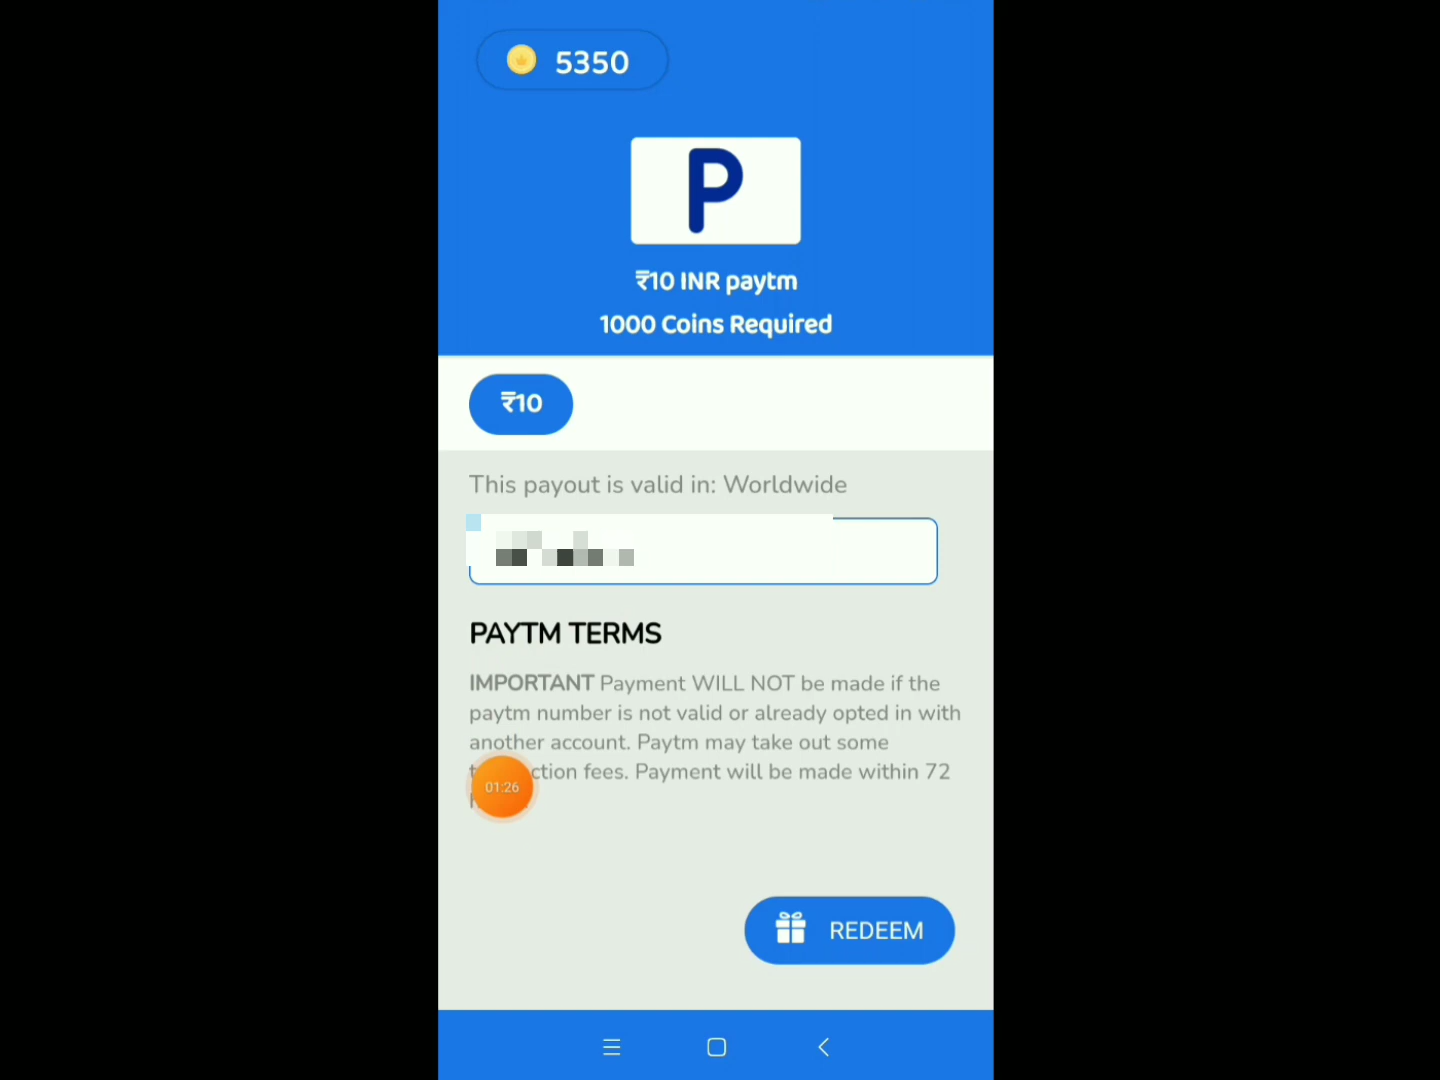 5350
P
₹10 INR paytm
1000 Coins Required
₹10
This payout is valid in: Worldwide
PAYTM TERMS
IMPORTANT Payment WILL NOT be made if the
paytm number is not valid or already opted in with
another account. Paytm may take out some
fees. Payment will be made within 72
01:26
REDEEM